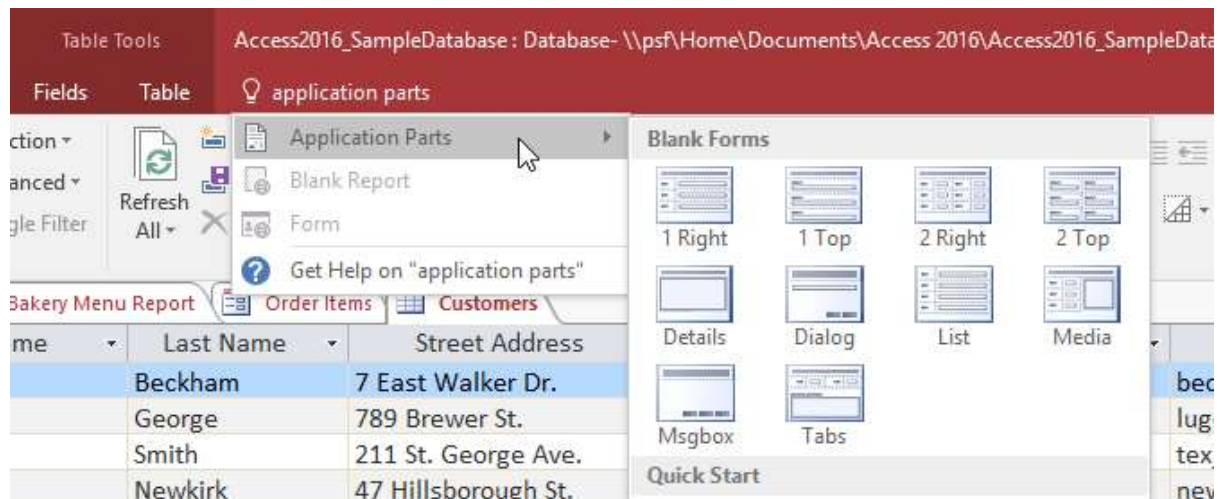 Table Tools
Access2016_SampleDatabase : Database- \\psf\Home\Documents\Access 2016\Access2016_SampleData
Fields Table application parts
ction
anced
gle Filter
Refresh
All
Application Parts
Blank Report
Form
Get Help on "application parts"
Blank Forms
1 Right 1 Top 2 Right 2 Top
Details Dialog List Media
Msgbox Tabs
Quick Start
Bakery Menu Report Order Items Customers
me Last Name Street Address
Beckham 7 East Walker Dr. bec
George 789 Brewer St. lug
Smith 211 St. George Ave. tex
Newkirk 47 Hillsborough St. new